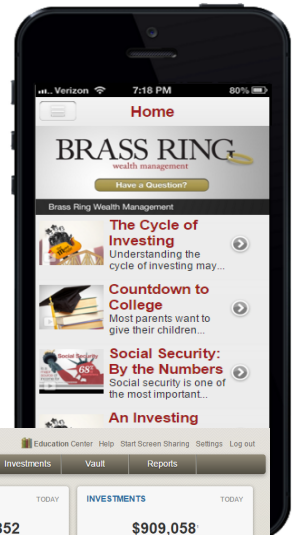 Verizon 7:18 PM 80%
Home
BRASS RING
wealth management
Have a Question?
Brass Ring Wealth Management
The Cycle of
Investing
Understanding the
cycle of investing may...
Countdown to
College
Most parents want to
give their children...
Social Security:
By the Numbers
Social security is one of
the most important...
Social Security
68
An Investing
Education Center Help Start Screen Sharing Settings Log out
Investments Vault Reports
TODAY INVESTMENTS TODAY
352 $909,058